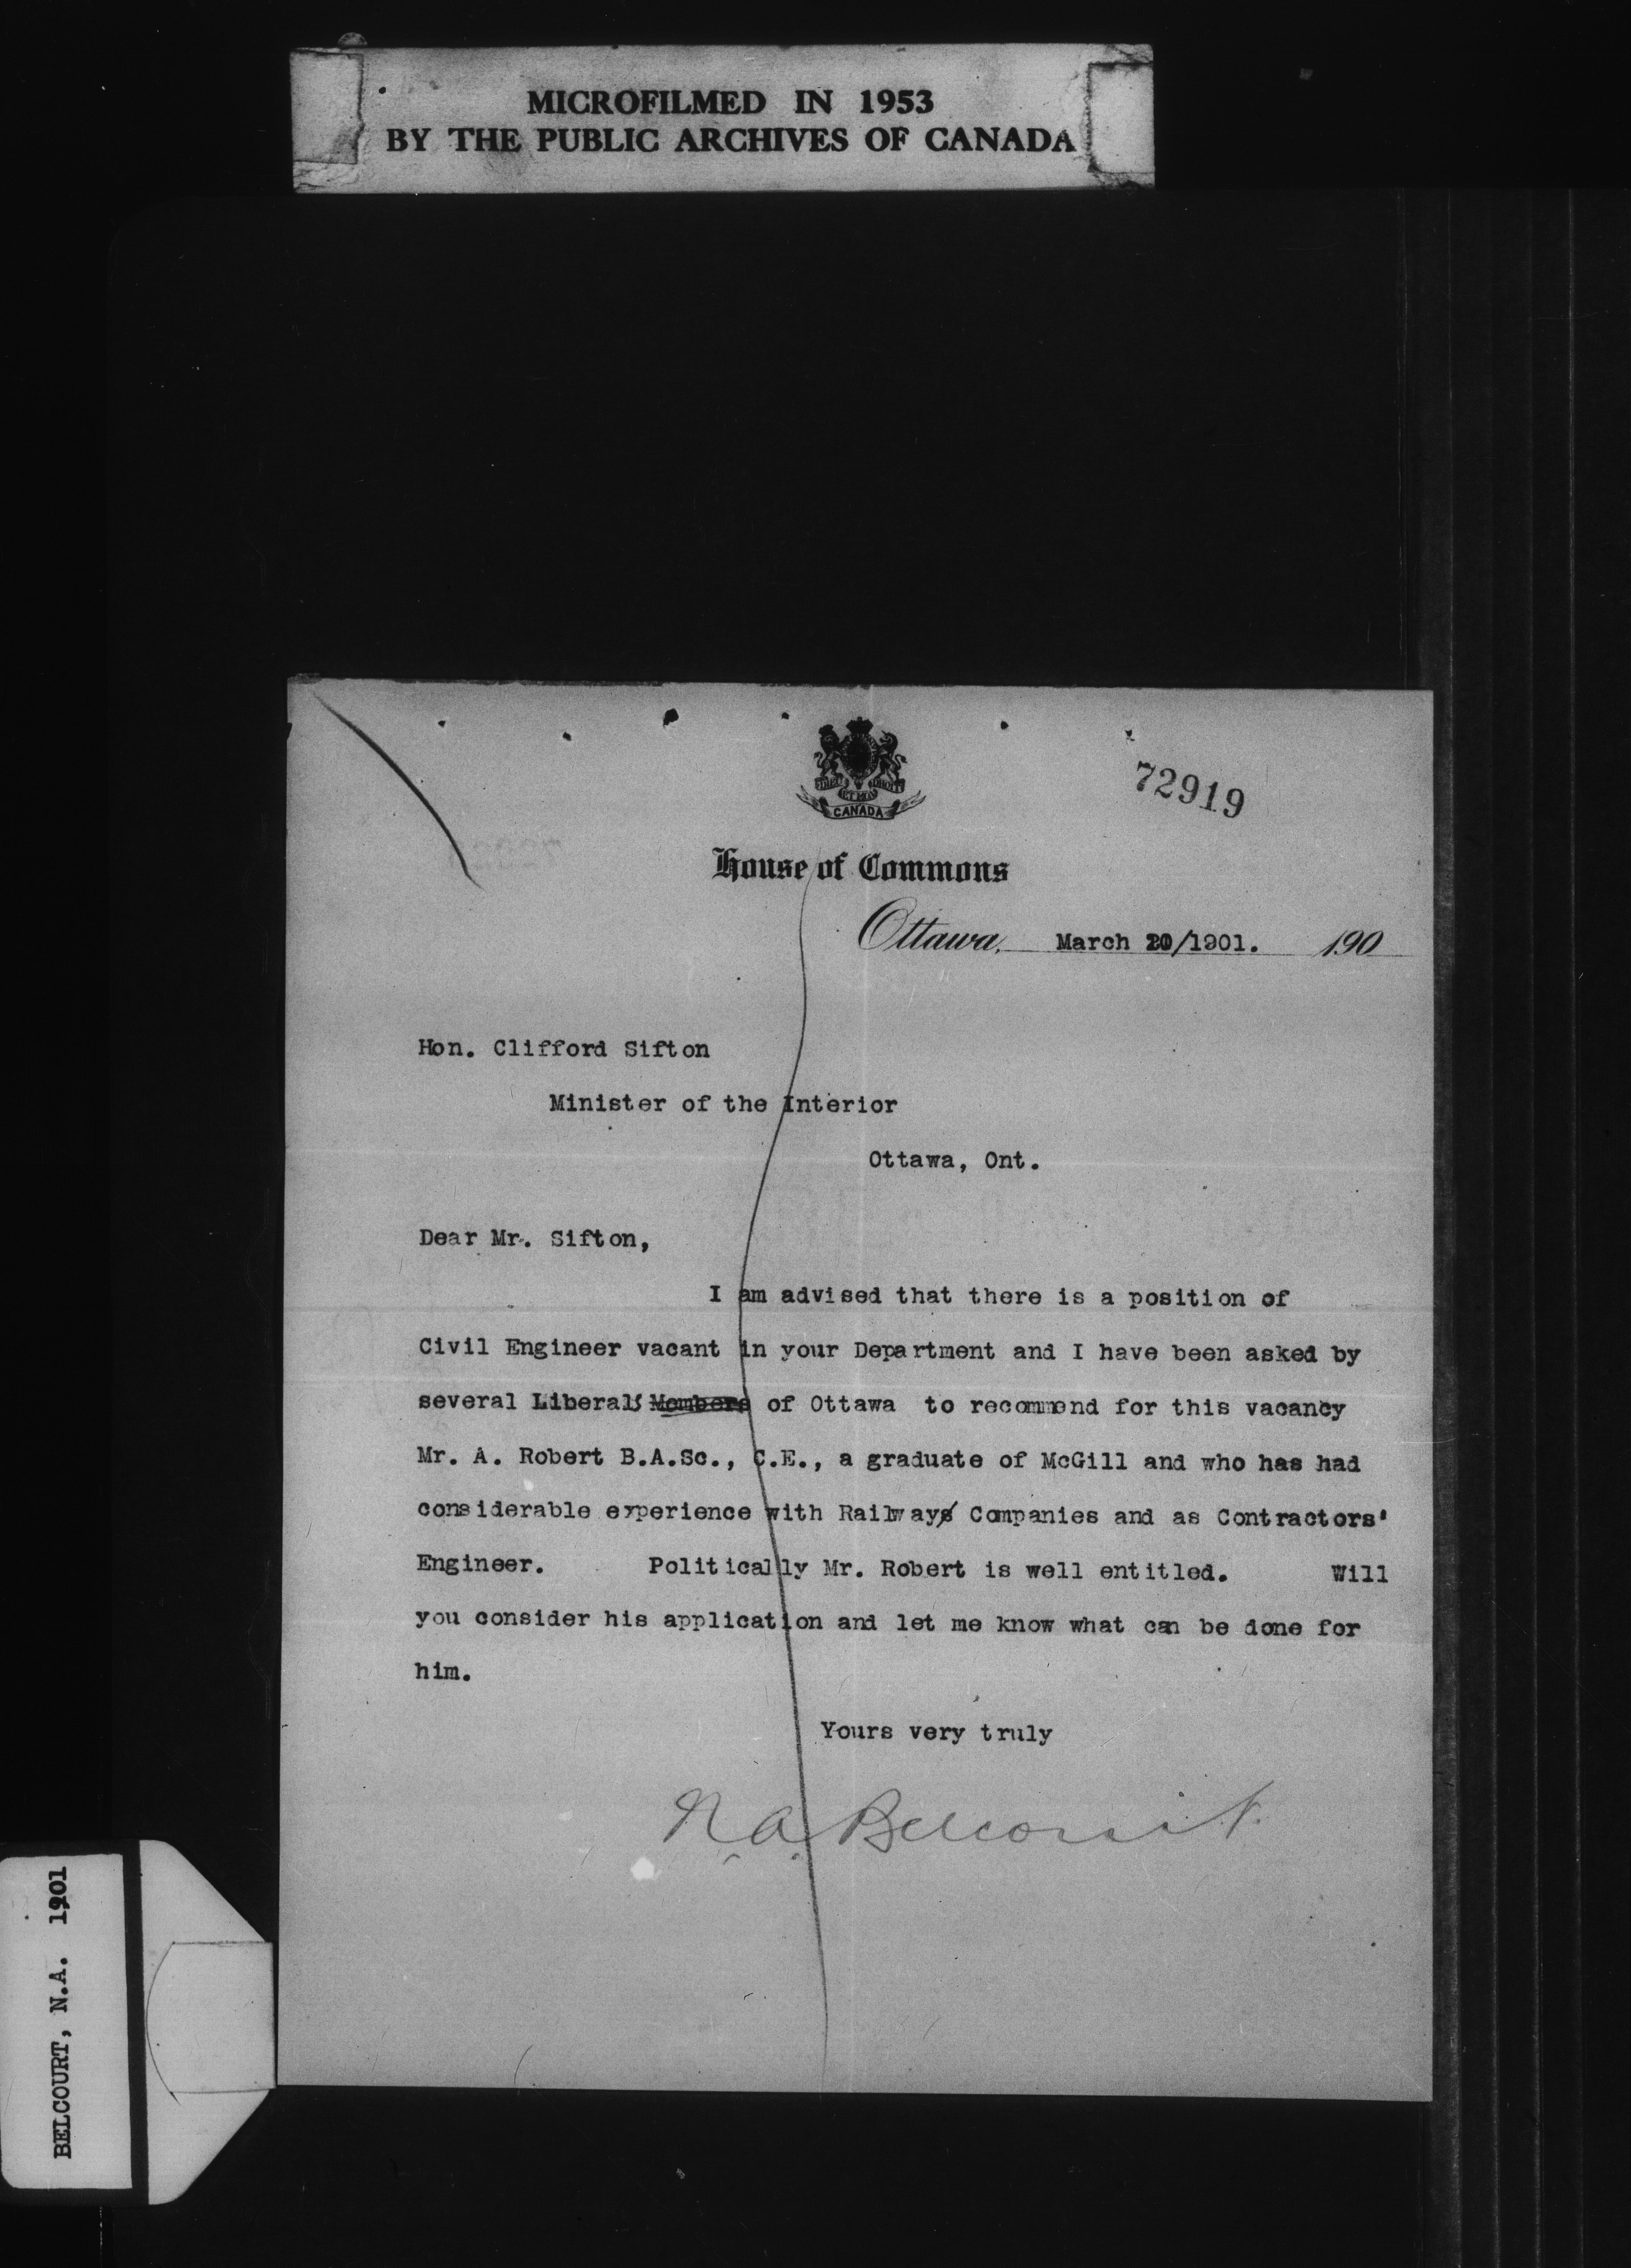 MICROFILMED IN 1953
BY THE PUBLIC ARCHIVES OF CANADA
CANADA
72919
House of Commons
Ottawa, March 20/1901. 190
Hon. Clifford Sifton
Minister of the Interior
Ottawa, Ont.
Dear Mr. Sifton,
I am advised that there is a position of
Civil Engineer vacant in your Department and I have been asked by
several Liberals Members of Ottawa to recommend for this vacancy
Mr. A. Robert B.A.Sc., C.E., a graduate of McGill and who has had
considerable experience with Railways Companies and as Contractors'
Engineer. Politically Mr. Robert is well entitled. Will
you consider his application and let me know what can be done for
him.
Yours very truly
N. A. Belcourt.
BELCOURT, N.A. 1901